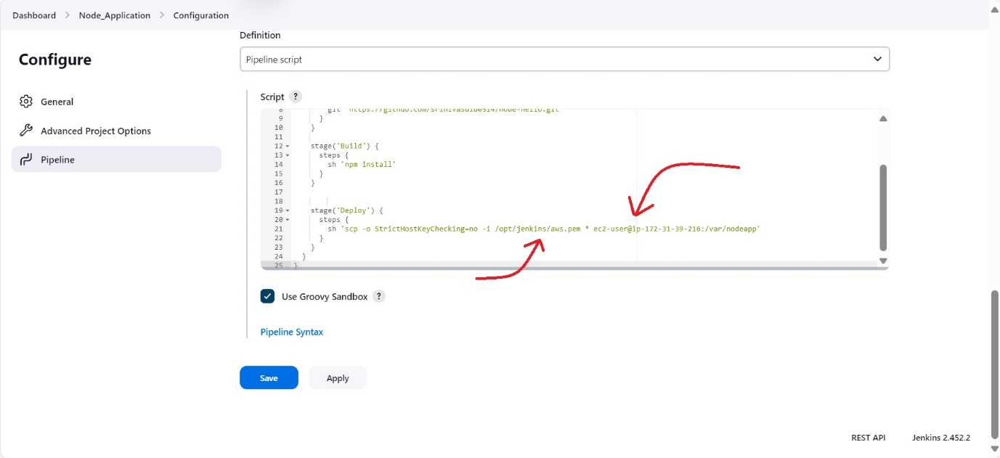 Dashboard > Node_Application > Configuration
Configure
General
Advanced Project Options
Pipeline
Definition
Pipeline script
Script ?
8 git 'https://github.com/srinivasulu0514/node-hello.git
9 }
10 }
11
12 stage('Build') {
13 steps {
14 sh 'npm install'
15 }
16 }
17
18
19 stage('Deploy') {
20 steps {
21 sh 'scp -o StrictHostKeyChecking=no -i /opt/jenkins/aws.pem * ec2-user@ip-172-31-39-216:/var/nodeapp'
22 }
23 }
24 }
25 }
Use Groovy Sandbox ?
Pipeline Syntax
Save Apply
REST API Jenkins 2.452.2